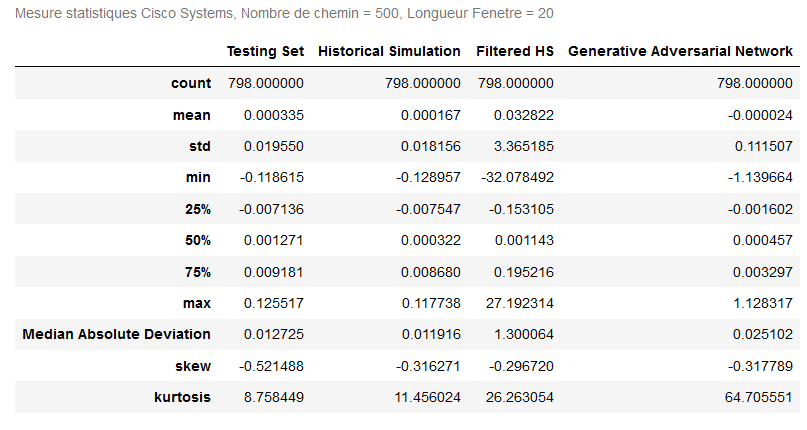 Mesure statistiques Cisco Systems, Nombre de chemin = 500, Longueur Fenetre = 20
Testing Set Historical Simulation Filtered HS Generative Adversarial Network
count 798.000000 798.000000 798.000000 798.000000
mean 0.000335 0.000167 0.032822 -0.000024
std 0.019550 0.018156 3.365185 0.111507
min -0.118615 -0.128957 -32.078492 -1.139664
25% -0.007136 -0.007547 -0.153105 -0.001602
50% 0.001271 0.000322 0.001143 0.000457
75% 0.009181 0.008680 0.195216 0.003297
max 0.125517 0.117738 27.192314 1.128317
Median Absolute Deviation 0.012725 0.011916 1.300064 0.025102
skew -0.521488 -0.316271 -0.296720 -0.317789
kurtosis 8.758449 11.456024 26.263054 64.705551